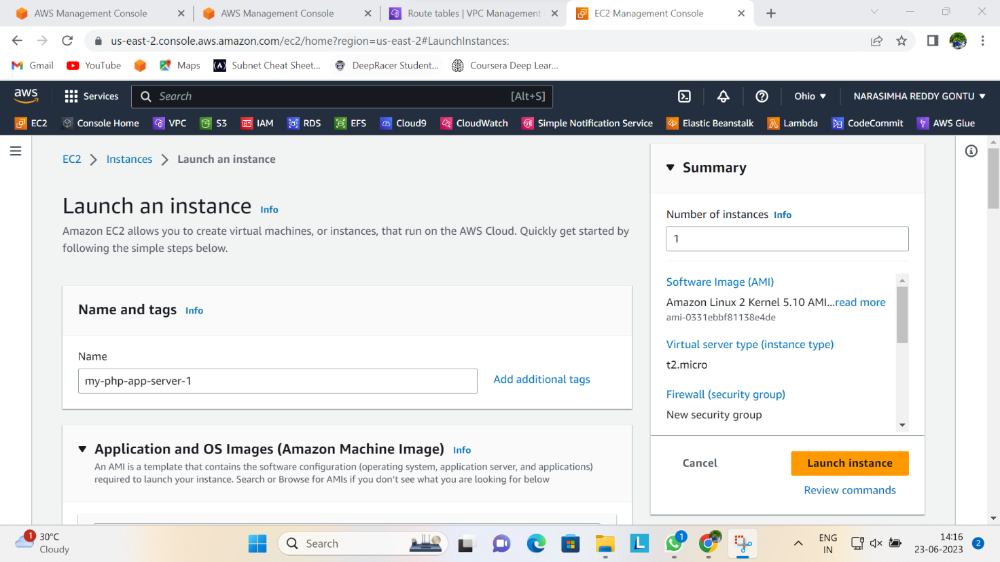 AWS Management Console
AWS Management Console
Route tables | VPC Management
EC2 Management Console
us-east-2.console.aws.amazon.com/ec2/home?region=us-east-2#LaunchInstances:
Gmail
YouTube
Maps
Subnet Cheat Sheet...
DeepRacer Student...
Coursera Deep Lear...
aws
Services
Search
[Alt+S]
Ohio
NARASIMHA REDDY GONTU
EC2
Console Home
VPC
S3
IAM
RDS
EFS
Cloud9
CloudWatch
Simple Notification Service
Elastic Beanstalk
Lambda
CodeCommit
AWS Glue
EC2
Instances
Launch an instance
Launch an instance Info
Amazon EC2 allows you to create virtual machines, or instances, that run on the AWS Cloud. Quickly get started by
following the simple steps below.
Name and tags Info
Name
my-php-app-server-1
Add additional tags
Application and OS Images (Amazon Machine Image) Info
An AMI is a template that contains the software configuration (operating system, application server, and applications)
required to launch your instance. Search or Browse for AMIs if you don't see what you are looking for below
Summary
Number of instances Info
1
Software Image (AMI)
Amazon Linux 2 Kernel 5.10 AMI...read more
ami-0331ebbf81138e4de
Virtual server type (instance type)
t2.micro
Firewall (security group)
New security group
Cancel
Launch instance
Review commands
1
30°C
Cloudy
Search
L
1
ENG
IN
14:16
23-06-2023
2